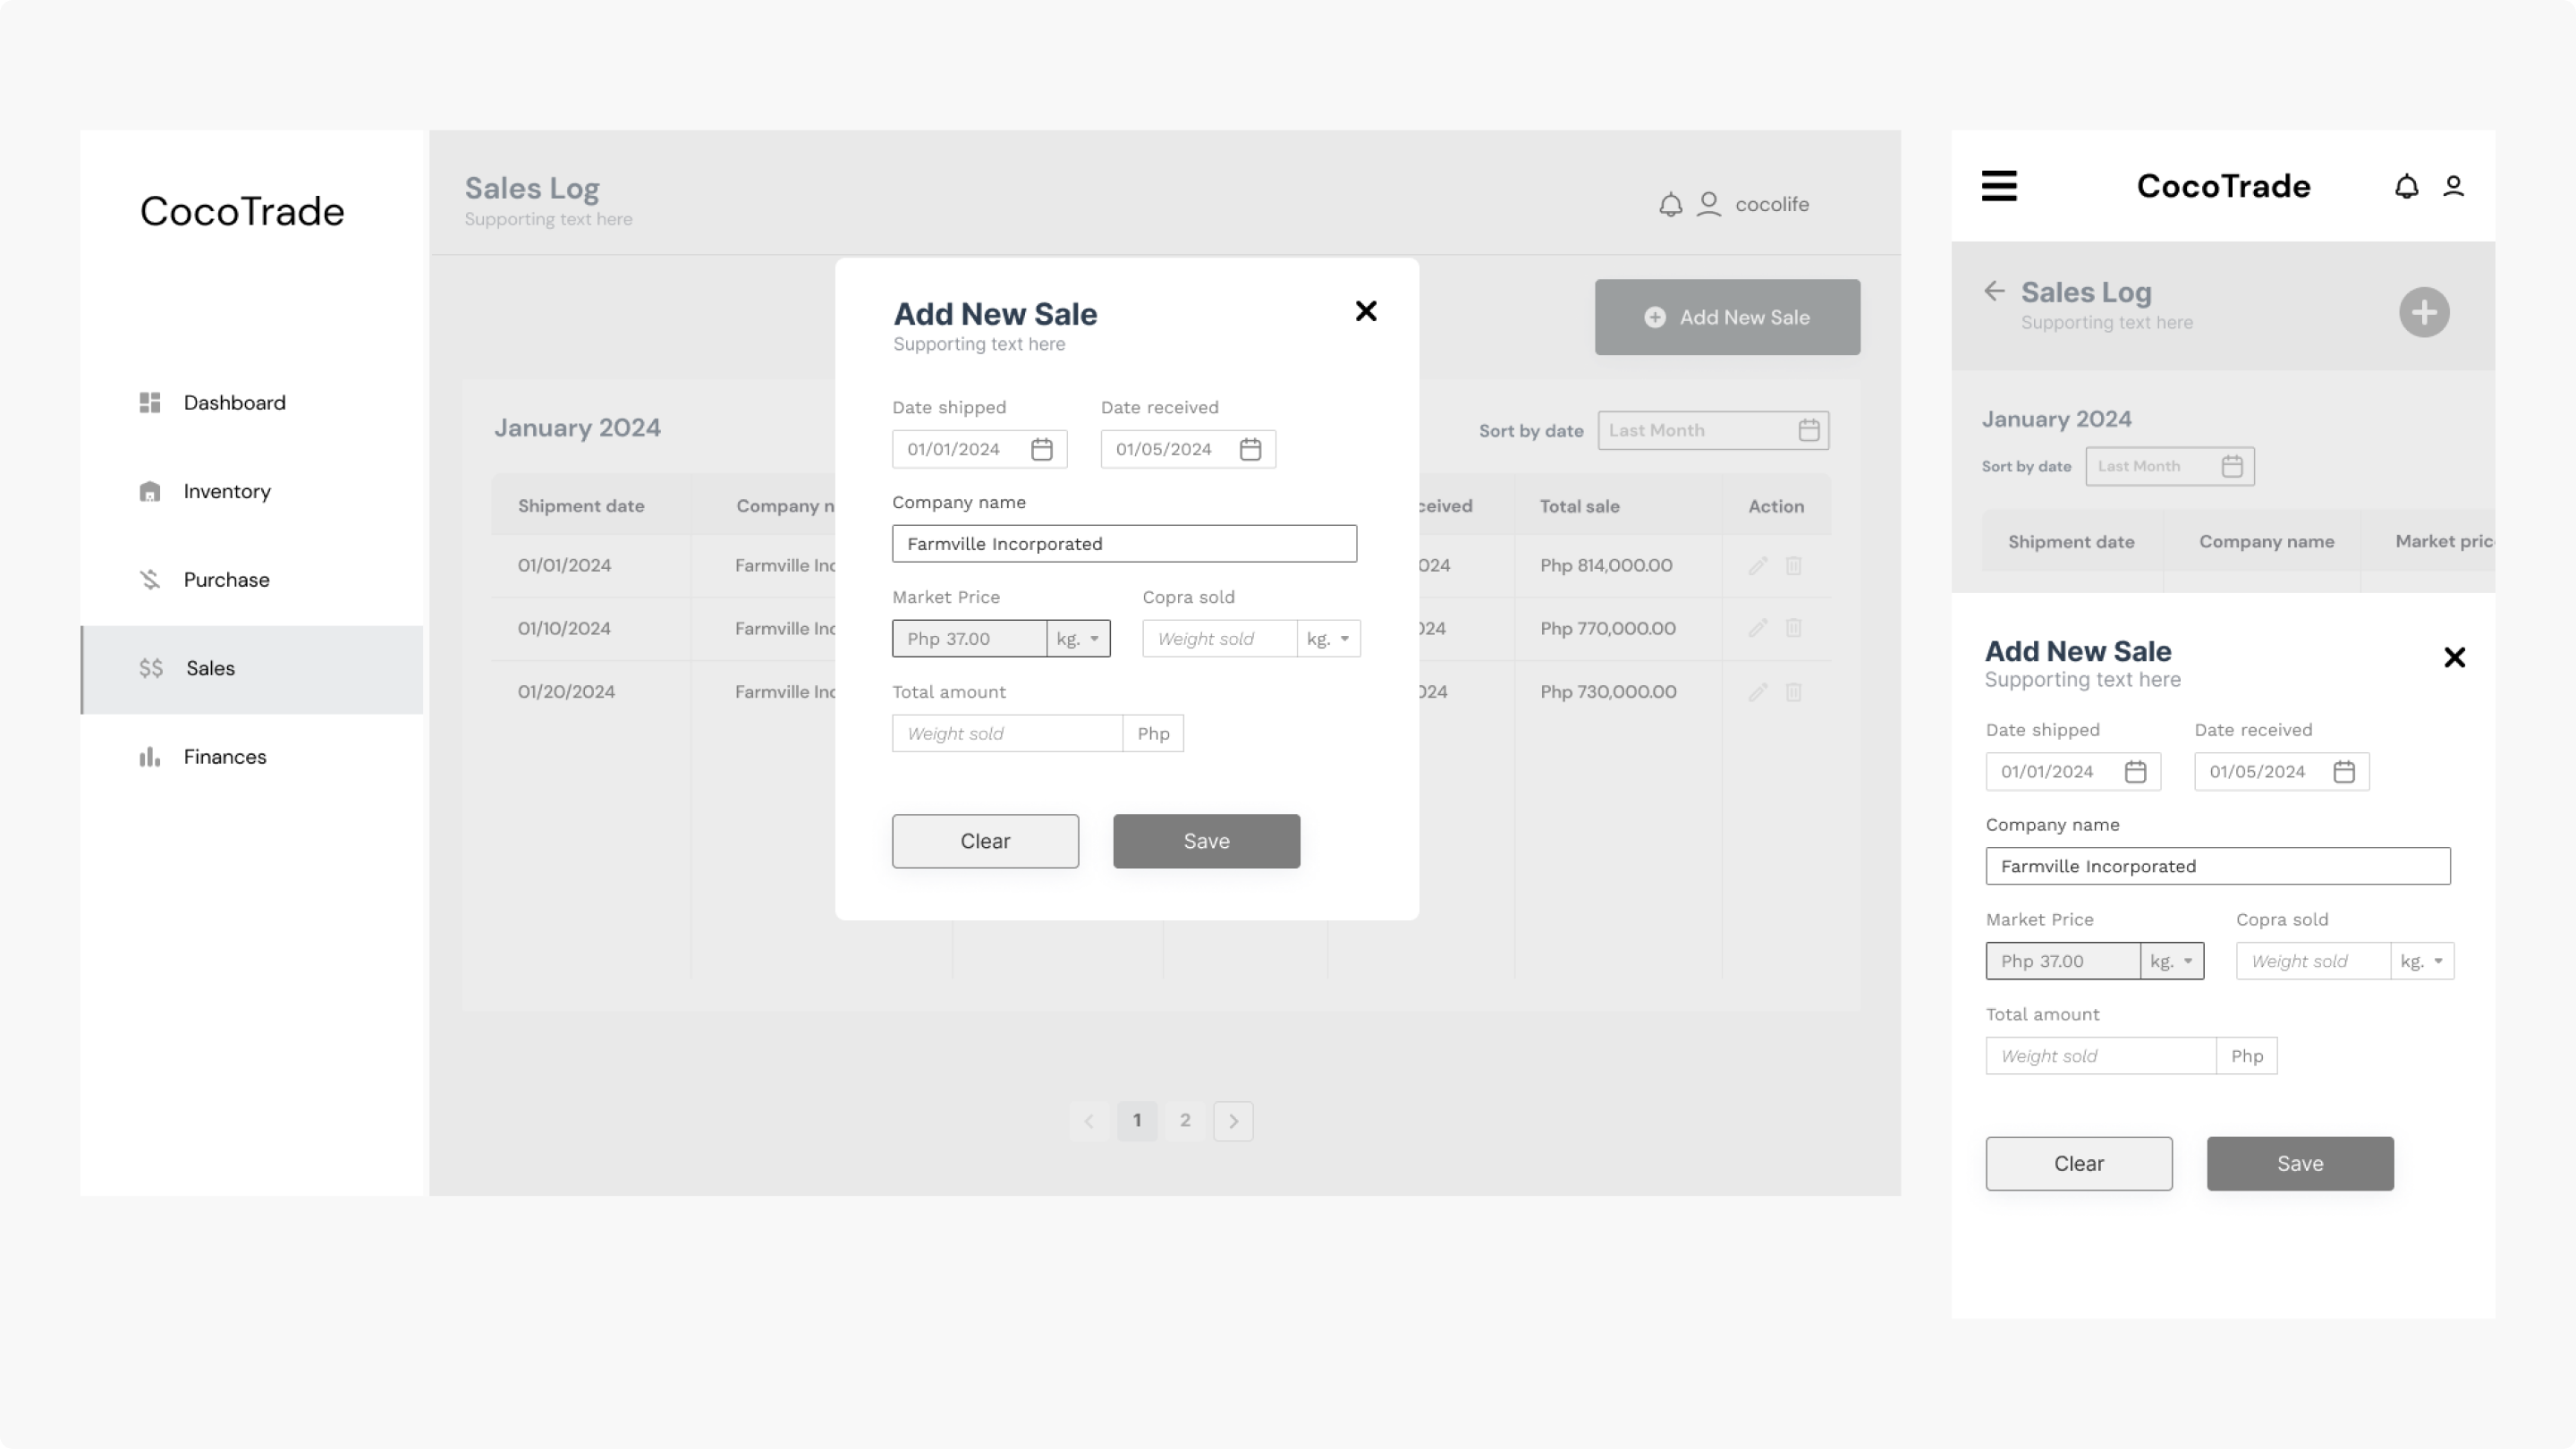 CocoTrade
Dashboard
Inventory
Purchase
$$ Sales
Finances
Sales Log
Supporting text here
cocolife
Add New Sale
January 2024
Sort by date Last Month
Shipment date Company n ceived Total sale Action
01/01/2024 Farmville Inc 024 Php 814,000.00
01/10/2024 Farmville Inc 024 Php 770,000.00
01/20/2024 Farmville Inc 024 Php 730,000.00
1 2
Add New Sale
Supporting text here
Date shipped Date received
01/01/2024 01/05/2024
Company name
Farmville Incorporated
Market Price Copra sold
Php 37.00 kg. Weight sold kg.
Total amount
Weight sold Php
Clear Save
CocoTrade
Sales Log
Supporting text here
January 2024
Sort by date Last Month
Shipment date Company name Market pric
Add New Sale
Supporting text here
Date shipped Date received
01/01/2024 01/05/2024
Company name
Farmville Incorporated
Market Price Copra sold
Php 37.00 kg. Weight sold kg.
Total amount
Weight sold Php
Clear Save